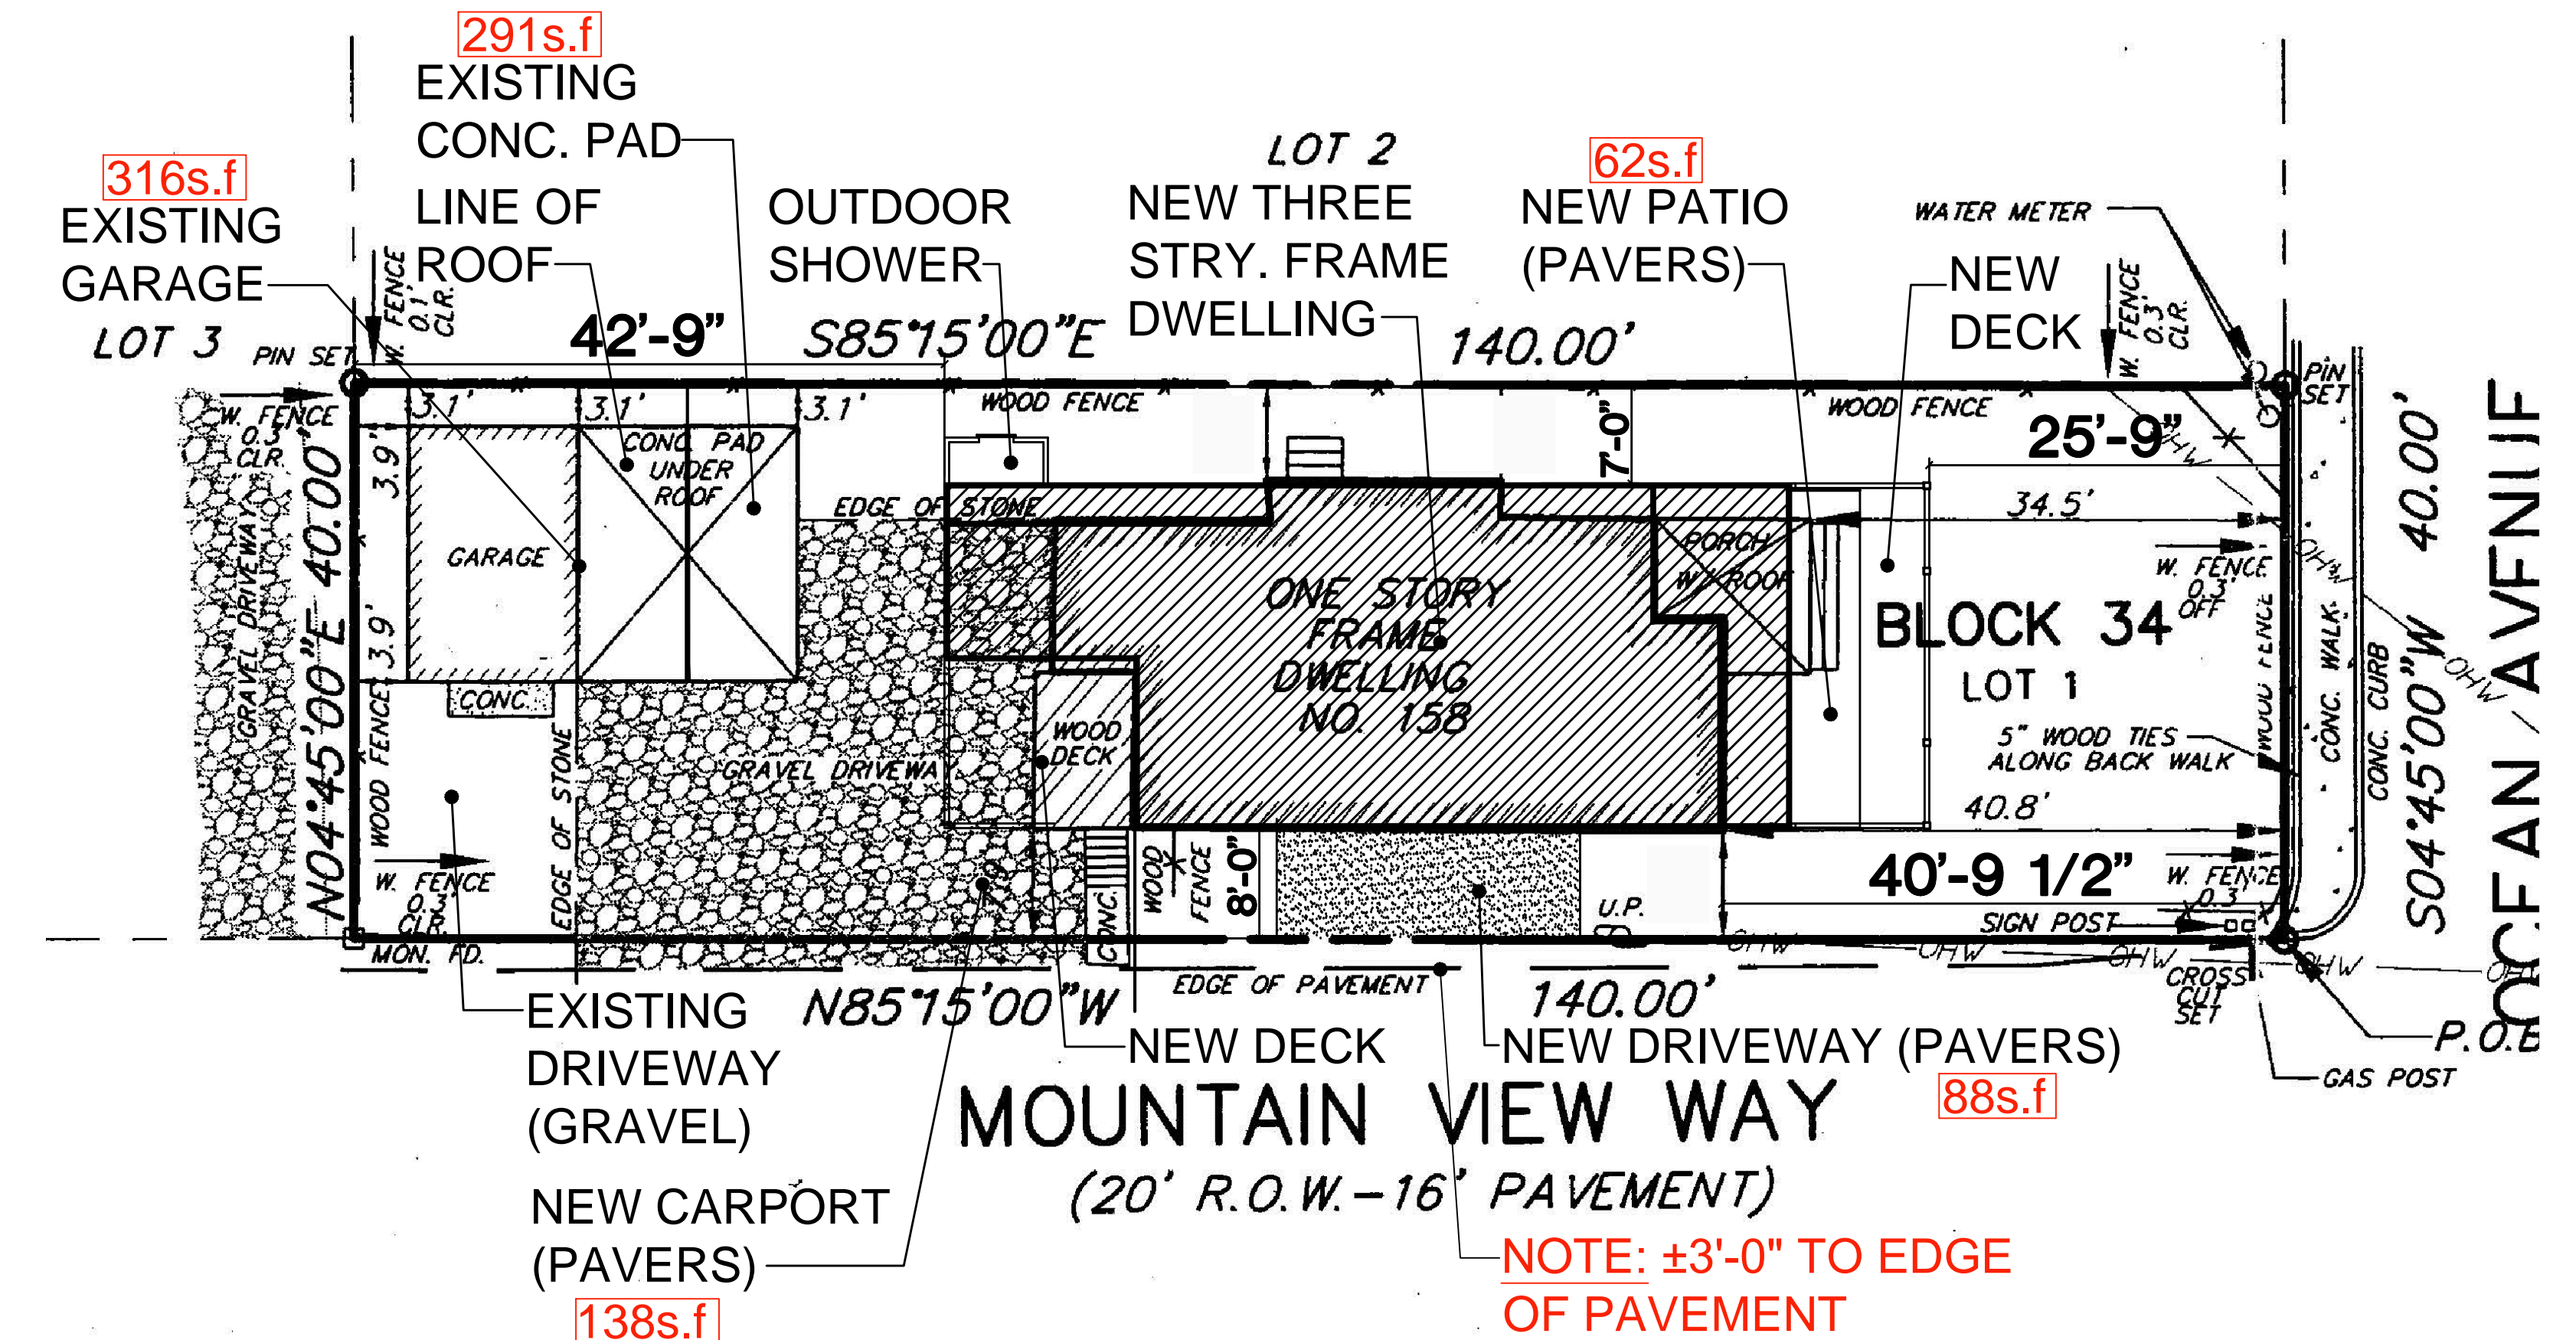 291s.f
EXISTING
CONC. PAD
316s.f
EXISTING
GARAGE
LINE OF
ROOF
OUTDOOR
SHOWER
LOT 2
NEW THREE
STRY. FRAME
DWELLING
62s.f
NEW PATIO
(PAVERS)
WATER METER
NEW
DECK
W. FENCE
0.1'
CLR.
W. FENCE
0.3'
CLR.
LOT 3
PIN SET
42'-9"
S85°15'00"E
140.00'
PIN
SET
W. FENCE
0.3'
CLR.
3.1'
3.1'
3.1'
WOOD FENCE
WOOD FENCE
25'-9"
OHW
3.9'
CONC. PAD
UNDER
ROOF
7'-0"
EDGE OF STONE
34.5'
GRAVEL DRIVEWAY
N04°45'00"E 40.00'
GARAGE
PORCH
W/ ROOF
W. FENCE
0.3'
OFF
OHW
ONE STORY
FRAME
DWELLING
NO. 158
BLOCK 34
LOT 1
3.9'
CONC.
WOOD FENCE
EDGE OF STONE
WOOD
DECK
GRAVEL DRIVEWA
5" WOOD TIES
ALONG BACK WALK
WOOD FENCE
CONC. WALK
CONC. CURB
S04°45'00"W 40.00'
OCEAN AVENUE
OHW
40.8'
W. FENCE
0.3'
CLR.
MON. FD.
CONC.
WOOD
FENCE
8'-0"
U.P.
40'-9 1/2"
W. FENCE
0.3'
SIGN POST
OHW
OHW
OHW
OHW
EDGE OF PAVEMENT
CROSS
CUT
SET
EXISTING
DRIVEWAY
(GRAVEL)
N85°15'00"W
140.00'
NEW DECK
NEW DRIVEWAY (PAVERS)
88s.f
P.O.B
GAS POST
MOUNTAIN VIEW WAY
(20' R.O.W.-16' PAVEMENT)
NEW CARPORT
(PAVERS)
138s.f
NOTE: ±3'-0" TO EDGE
OF PAVEMENT